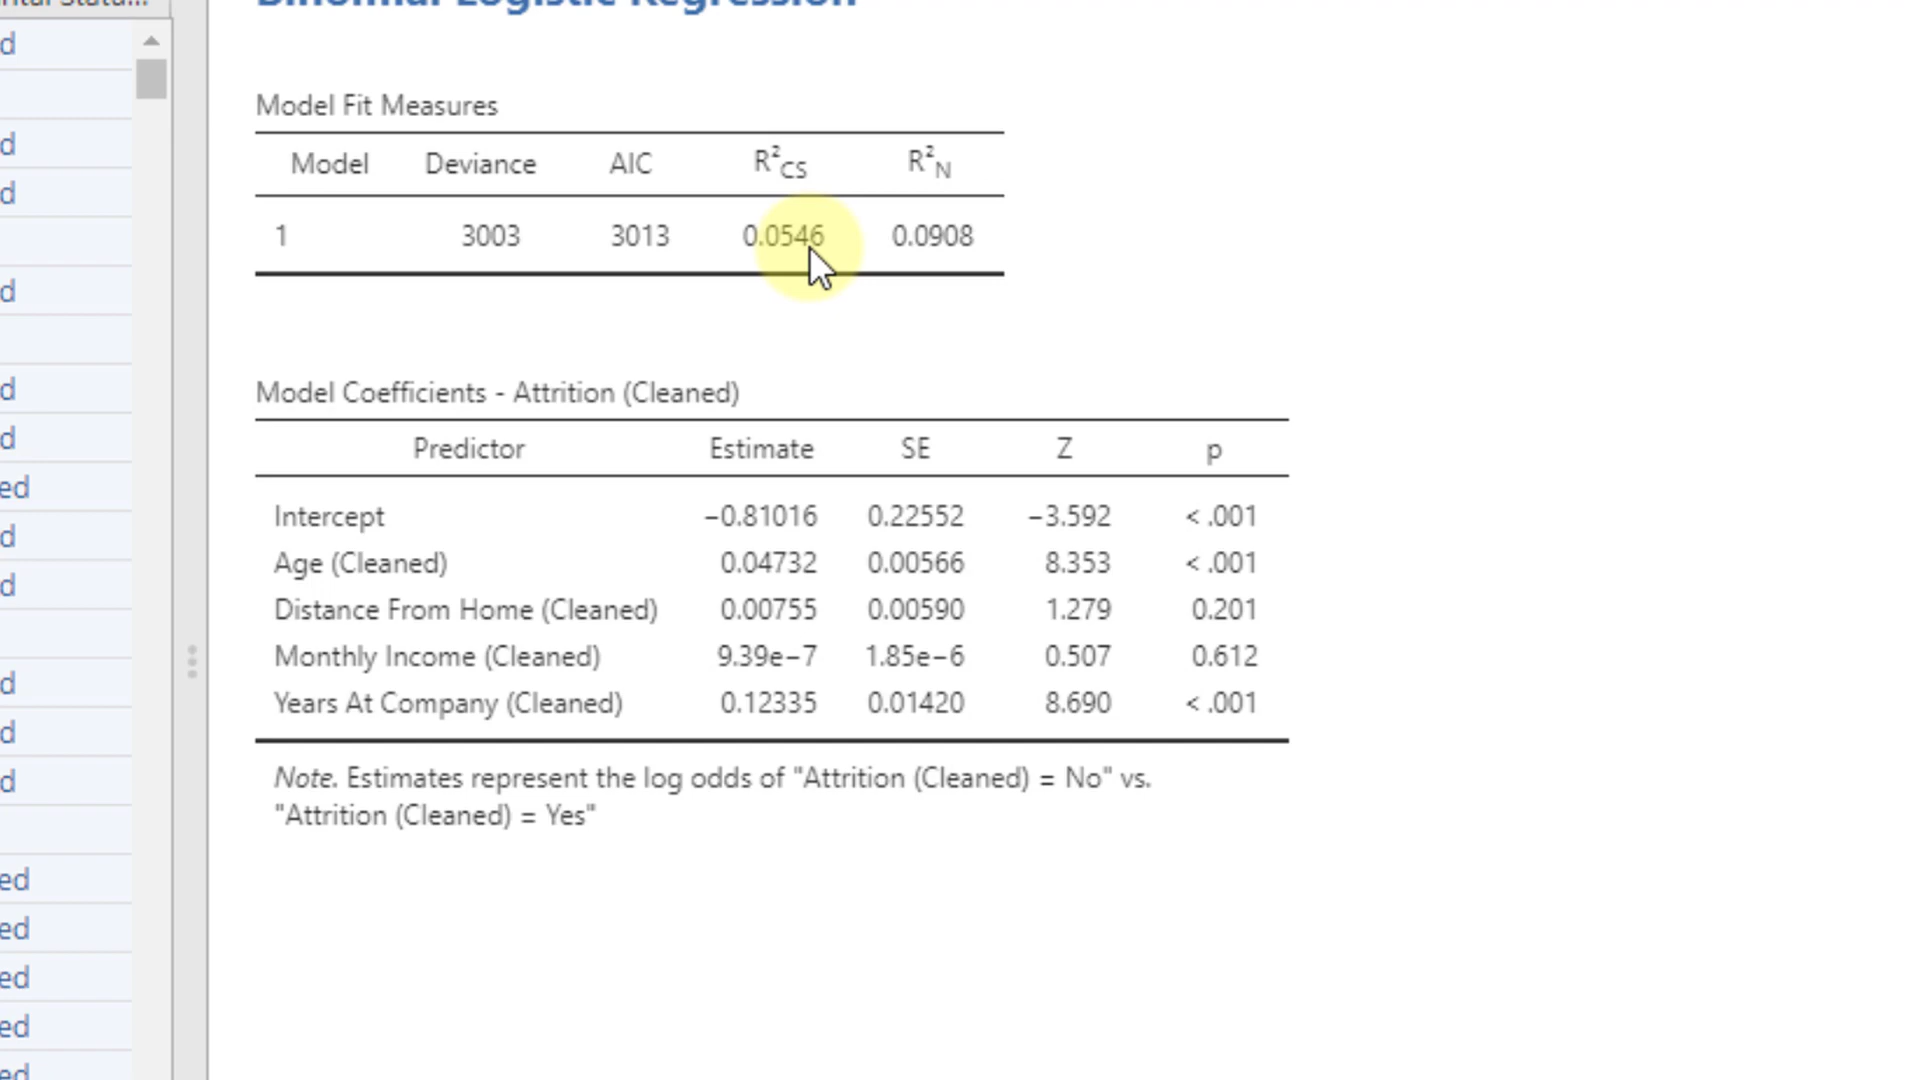 Binomial Logistic Regression
Model Fit Measures
Model Deviance AIC R²CS R²N
1 3003 3013 0.0546 0.0908
Model Coefficients - Attrition (Cleaned)
Predictor Estimate SE Z p
Intercept −0.81016 0.22552 −3.592 < .001
Age (Cleaned) 0.04732 0.00566 8.353 < .001
Distance From Home (Cleaned) 0.00755 0.00590 1.279 0.201
Monthly Income (Cleaned) 9.39e−7 1.85e−6 0.507 0.612
Years At Company (Cleaned) 0.12335 0.01420 8.690 < .001
Note. Estimates represent the log odds of "Attrition (Cleaned) = No" vs.
"Attrition (Cleaned) = Yes"